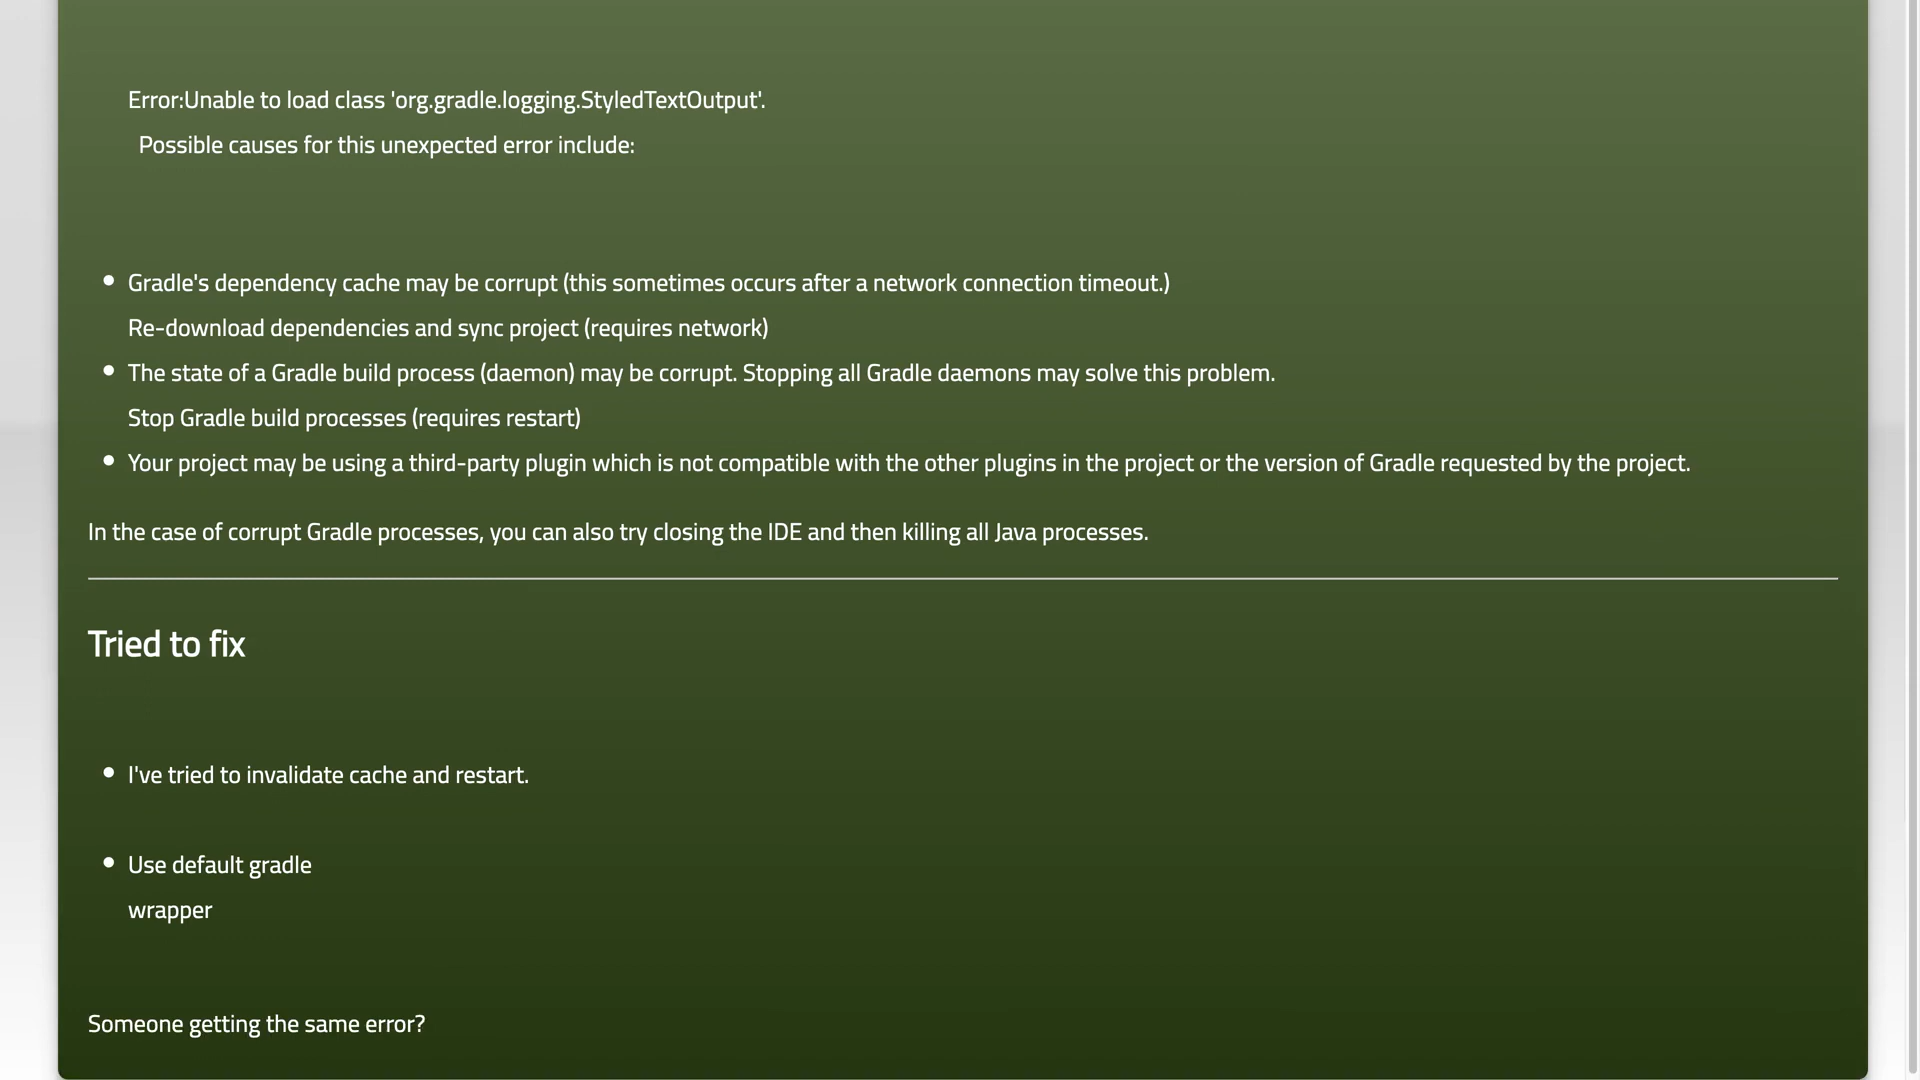 Error:Unable to load class 'org.gradle.logging.StyledTextOutput'.
Possible causes for this unexpected error include:
Gradle's dependency cache may be corrupt (this sometimes occurs after a network connection timeout.)
Re-download dependencies and sync project (requires network)
The state of a Gradle build process (daemon) may be corrupt. Stopping all Gradle daemons may solve this problem.
Stop Gradle build processes (requires restart)
Your project may be using a third-party plugin which is not compatible with the other plugins in the project or the version of Gradle requested by the project.
In the case of corrupt Gradle processes, you can also try closing the IDE and then killing all Java processes.
Tried to fix
I've tried to invalidate cache and restart.
Use default gradle
wrapper
Someone getting the same error?